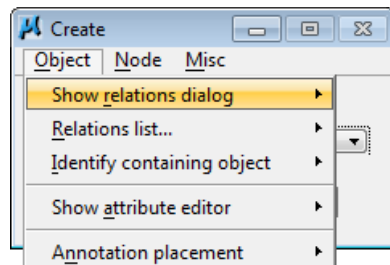 Create
Object Node Misc
Show relations dialog
Relations list...
Identify containing object
Show attribute editor
Annotation placement